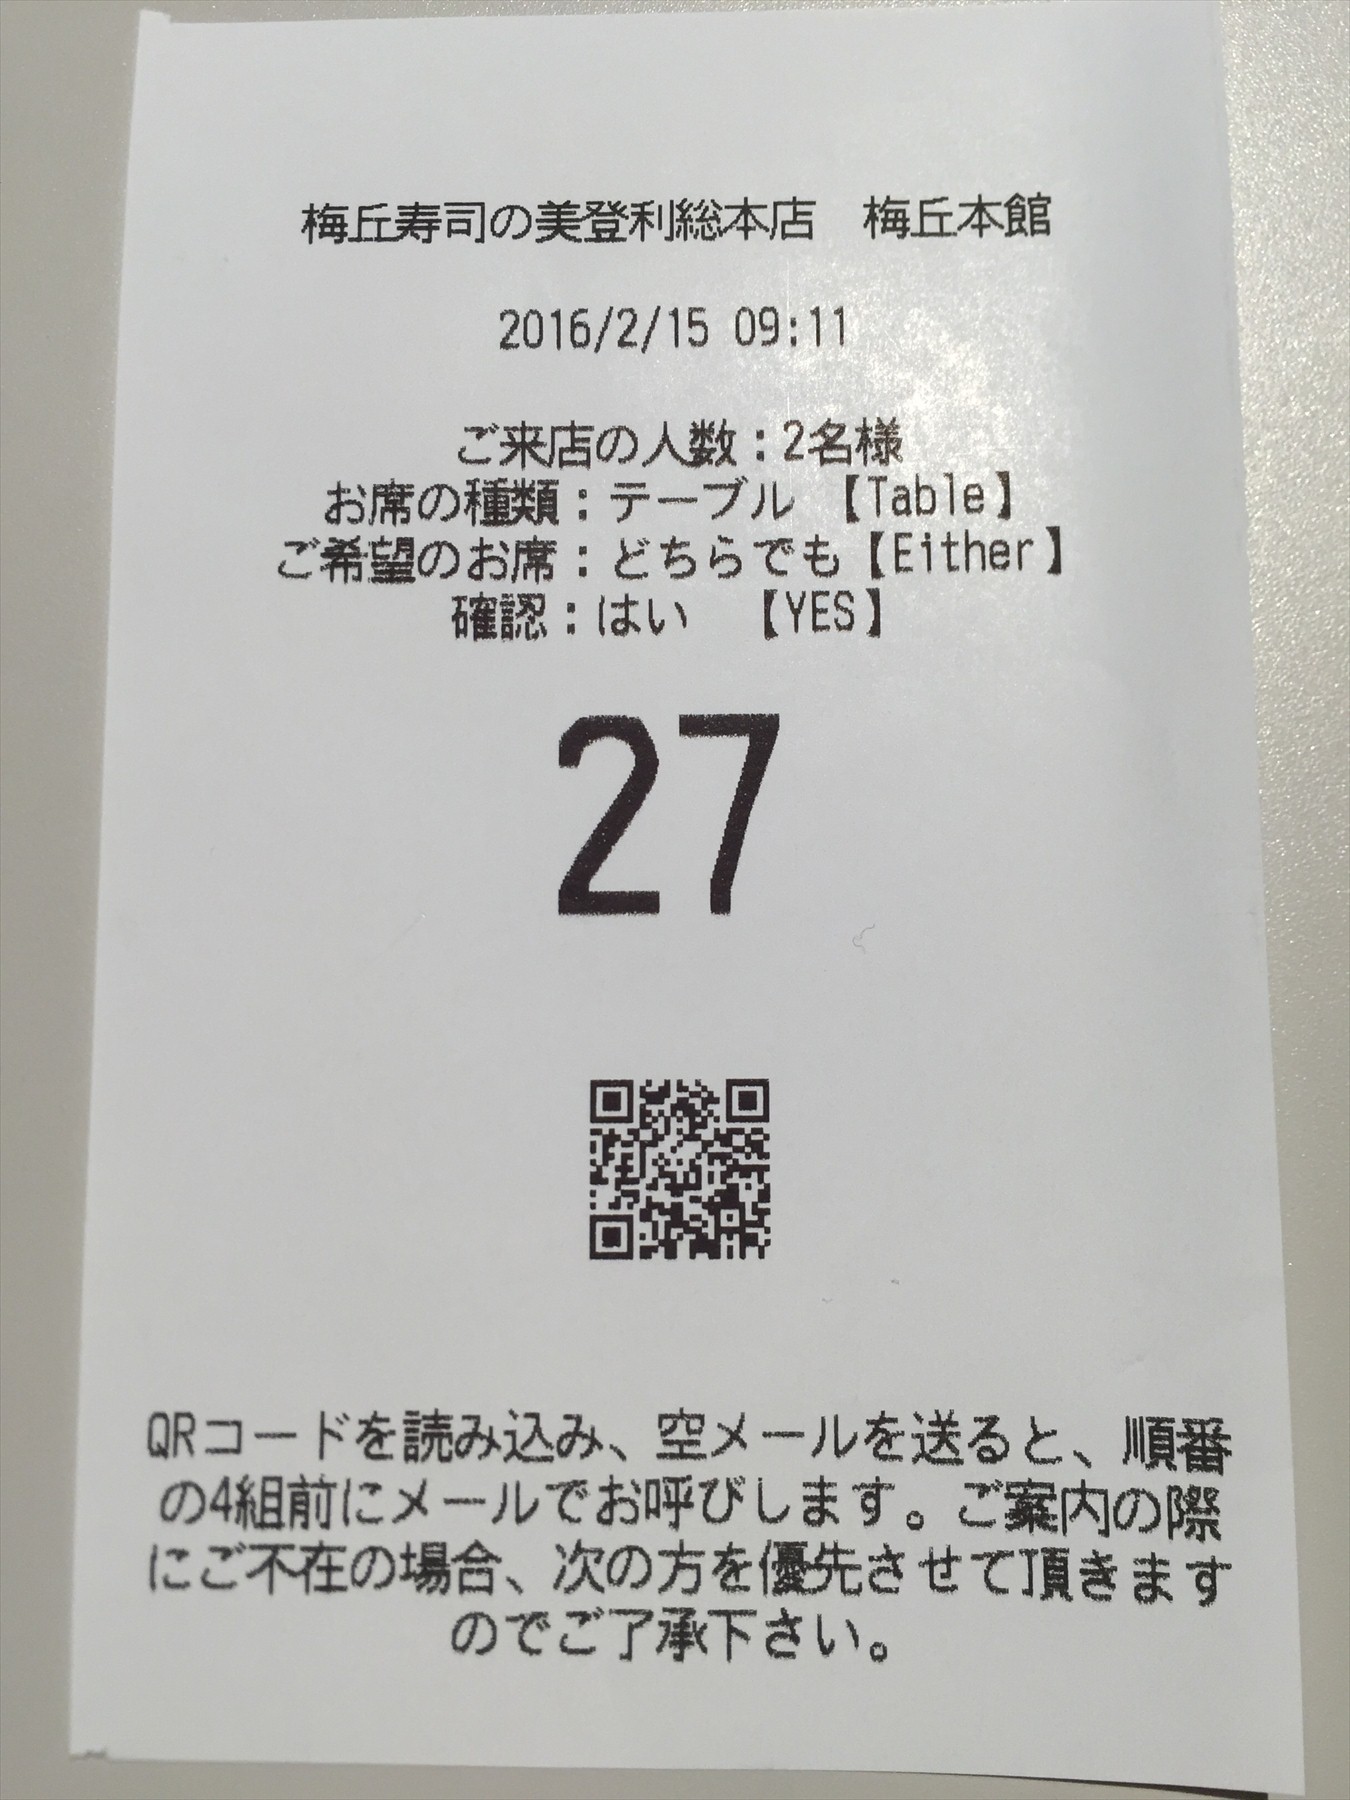 梅丘寿司の美登利総本店　梅丘本館
2016/2/15 09:11
ご来店の人数：2名様
お席の種類：テーブル 【Table】
ご希望のお席：どちらでも【Either】
確認：はい　【YES】
27
QRコードを読み込み、空メールを送ると、順番
の4組前にメールでお呼びします。ご案内の際
にご不在の場合、次の方を優先させて頂きます
のでご了承下さい。